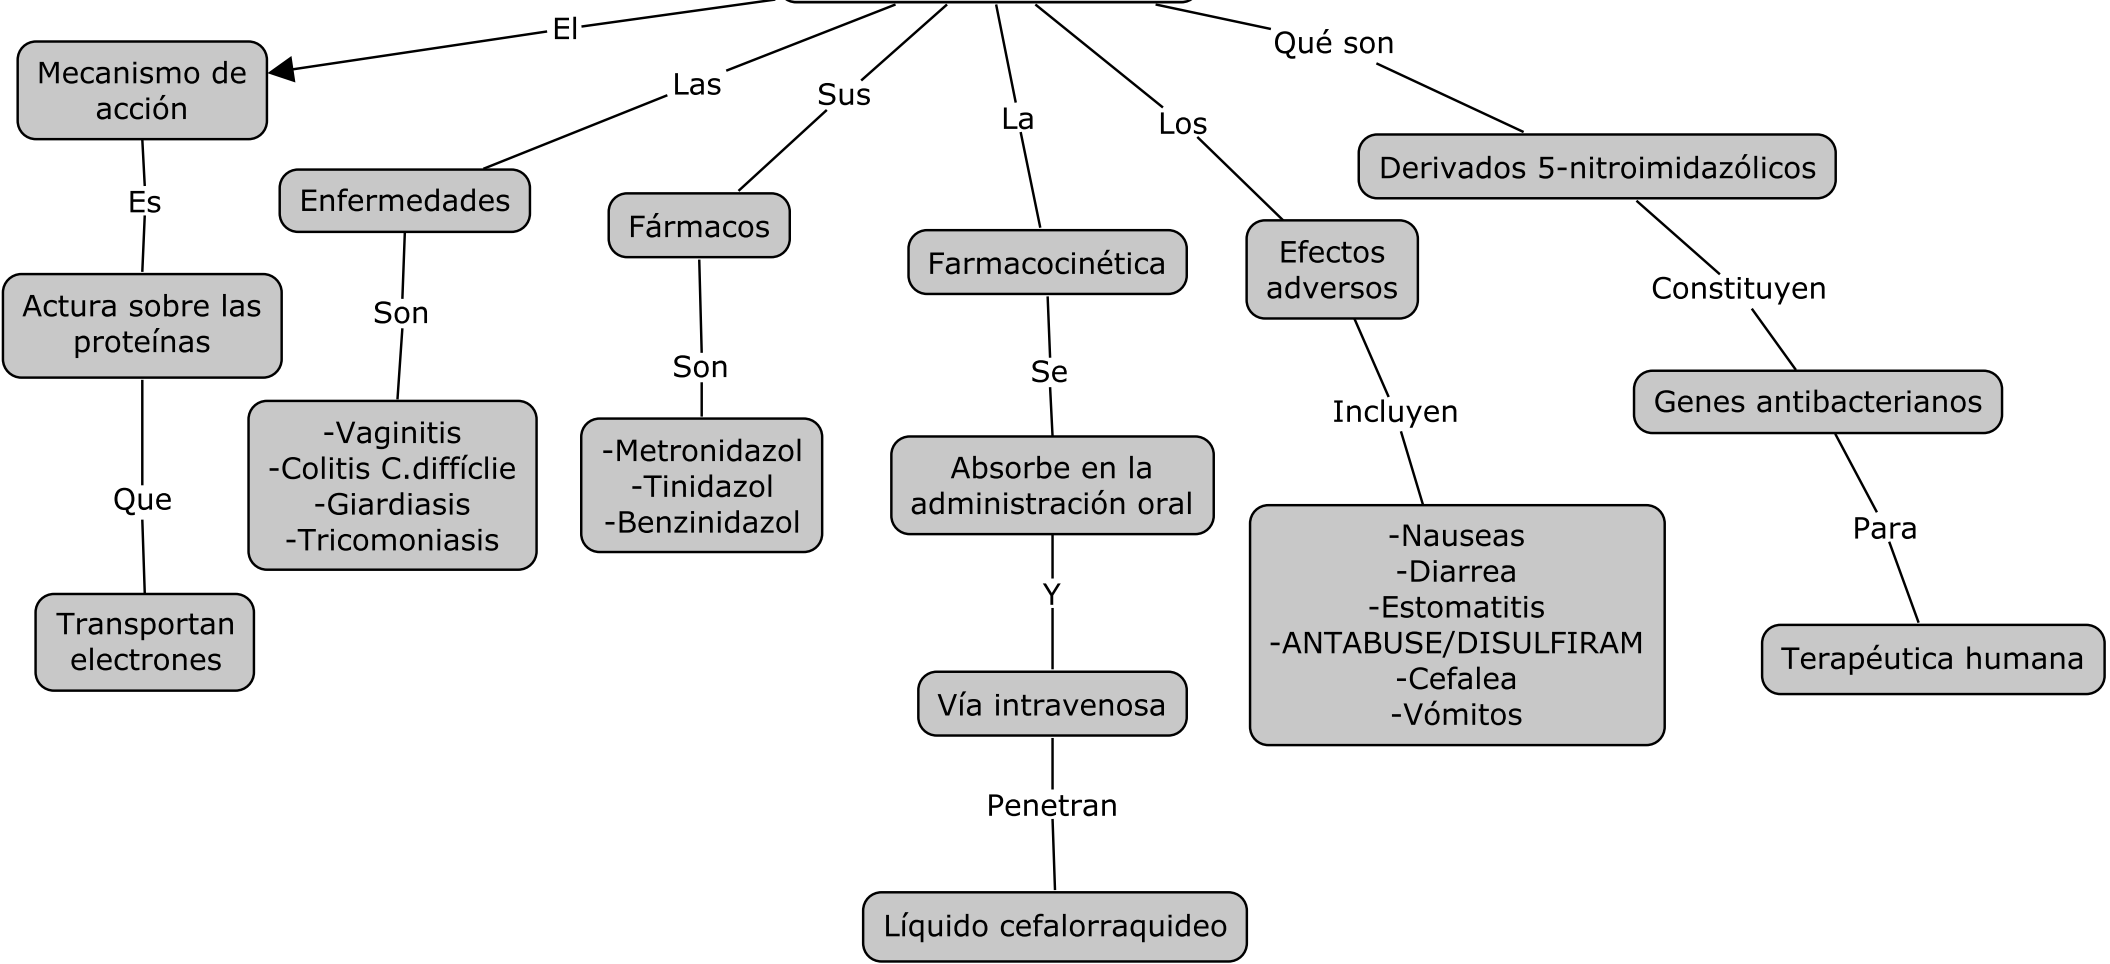 El
Mecanismo de
acción
Es
Actura sobre las
proteínas
Que
Transportan
electrones
Las
Enfermedades
Son
-Vaginitis
-Colitis C.diffíclie
-Giardiasis
-Tricomoniasis
Sus
Fármacos
Son
-Metronidazol
-Tinidazol
-Benzinidazol
La
Farmacocinética
Se
Absorbe en la
administración oral
Y
Vía intravenosa
Penetran
Líquido cefalorraquideo
Los
Efectos
adversos
Incluyen
-Nauseas
-Diarrea
-Estomatitis
-ANTABUSE/DISULFIRAM
-Cefalea
-Vómitos
Qué son
Derivados 5-nitroimidazólicos
Constituyen
Genes antibacterianos
Para
Terapéutica humana